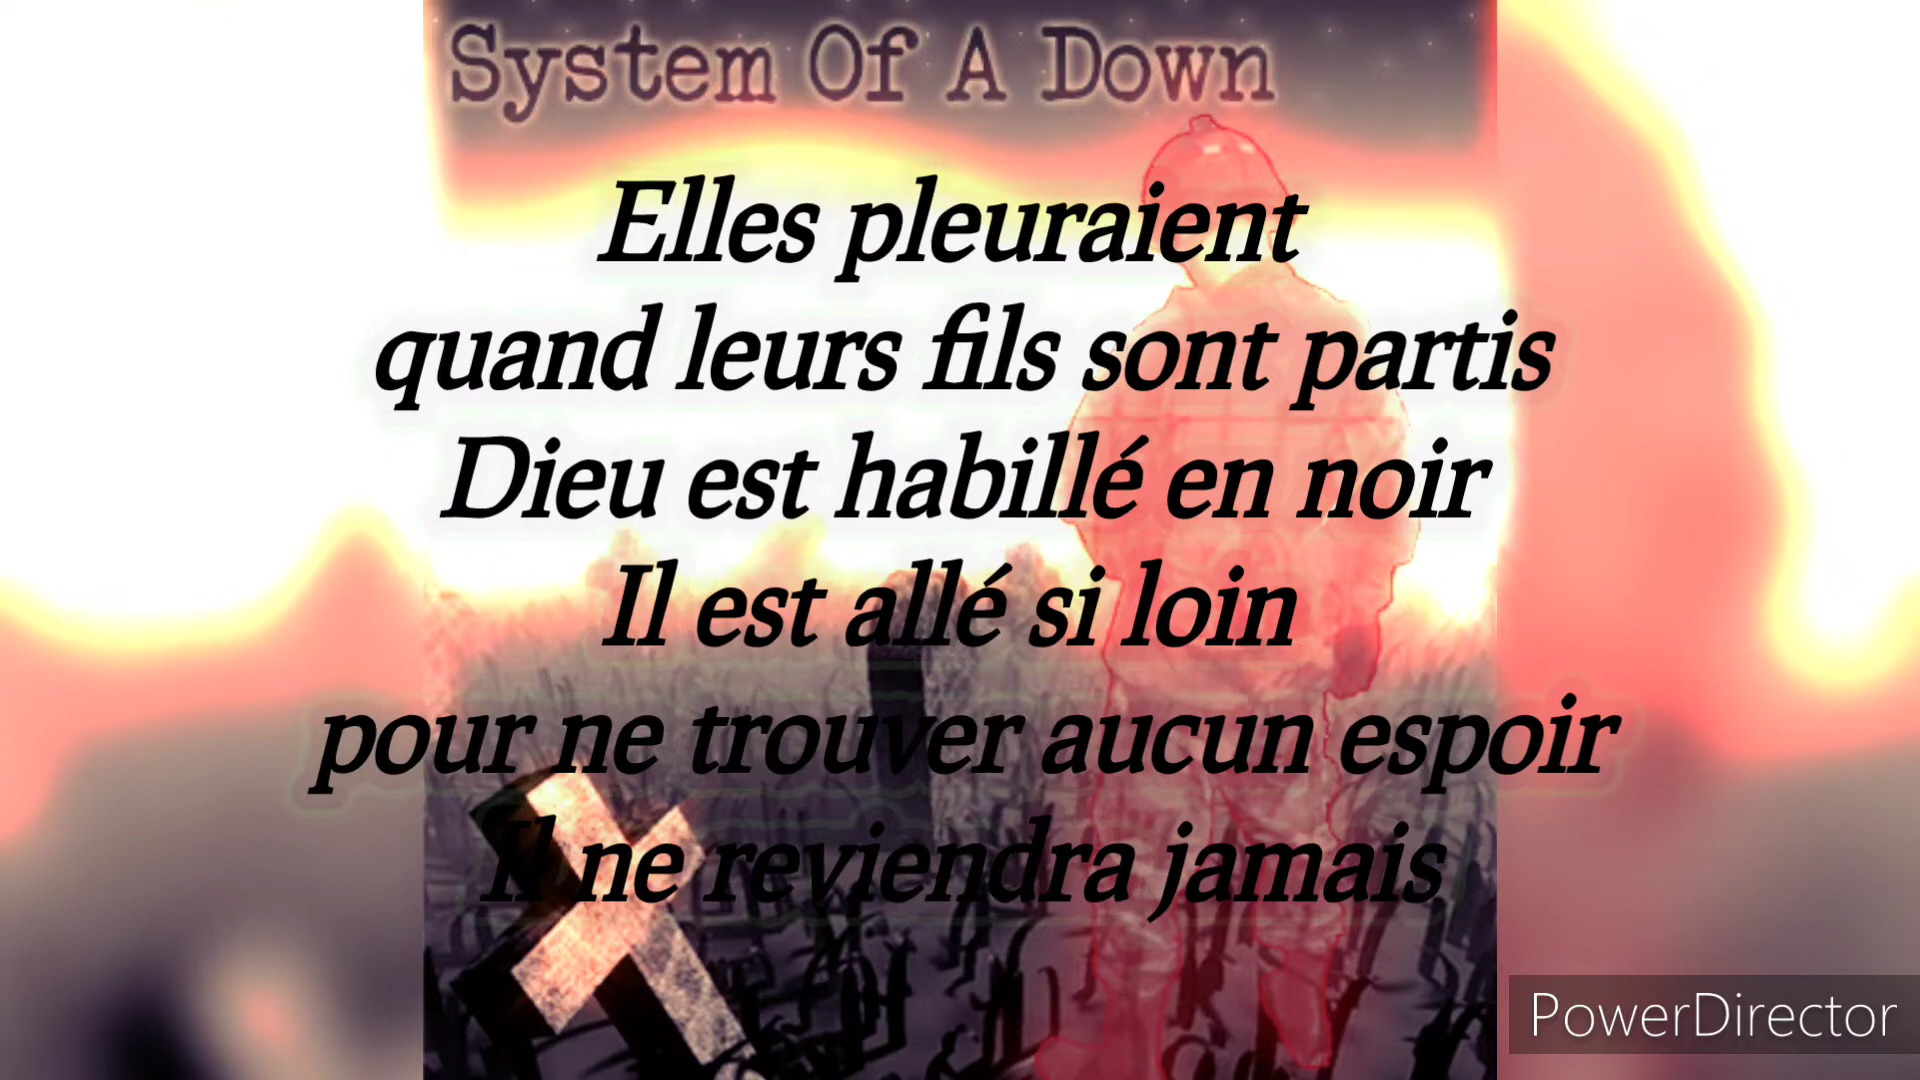 System Of A Down
Elles pleuraient
quand leurs fils sont partis
Dieu est habillé en noir
Il est allé si loin
pour ne trouver aucun espoir
Il ne reviendra jamais
PowerDirector